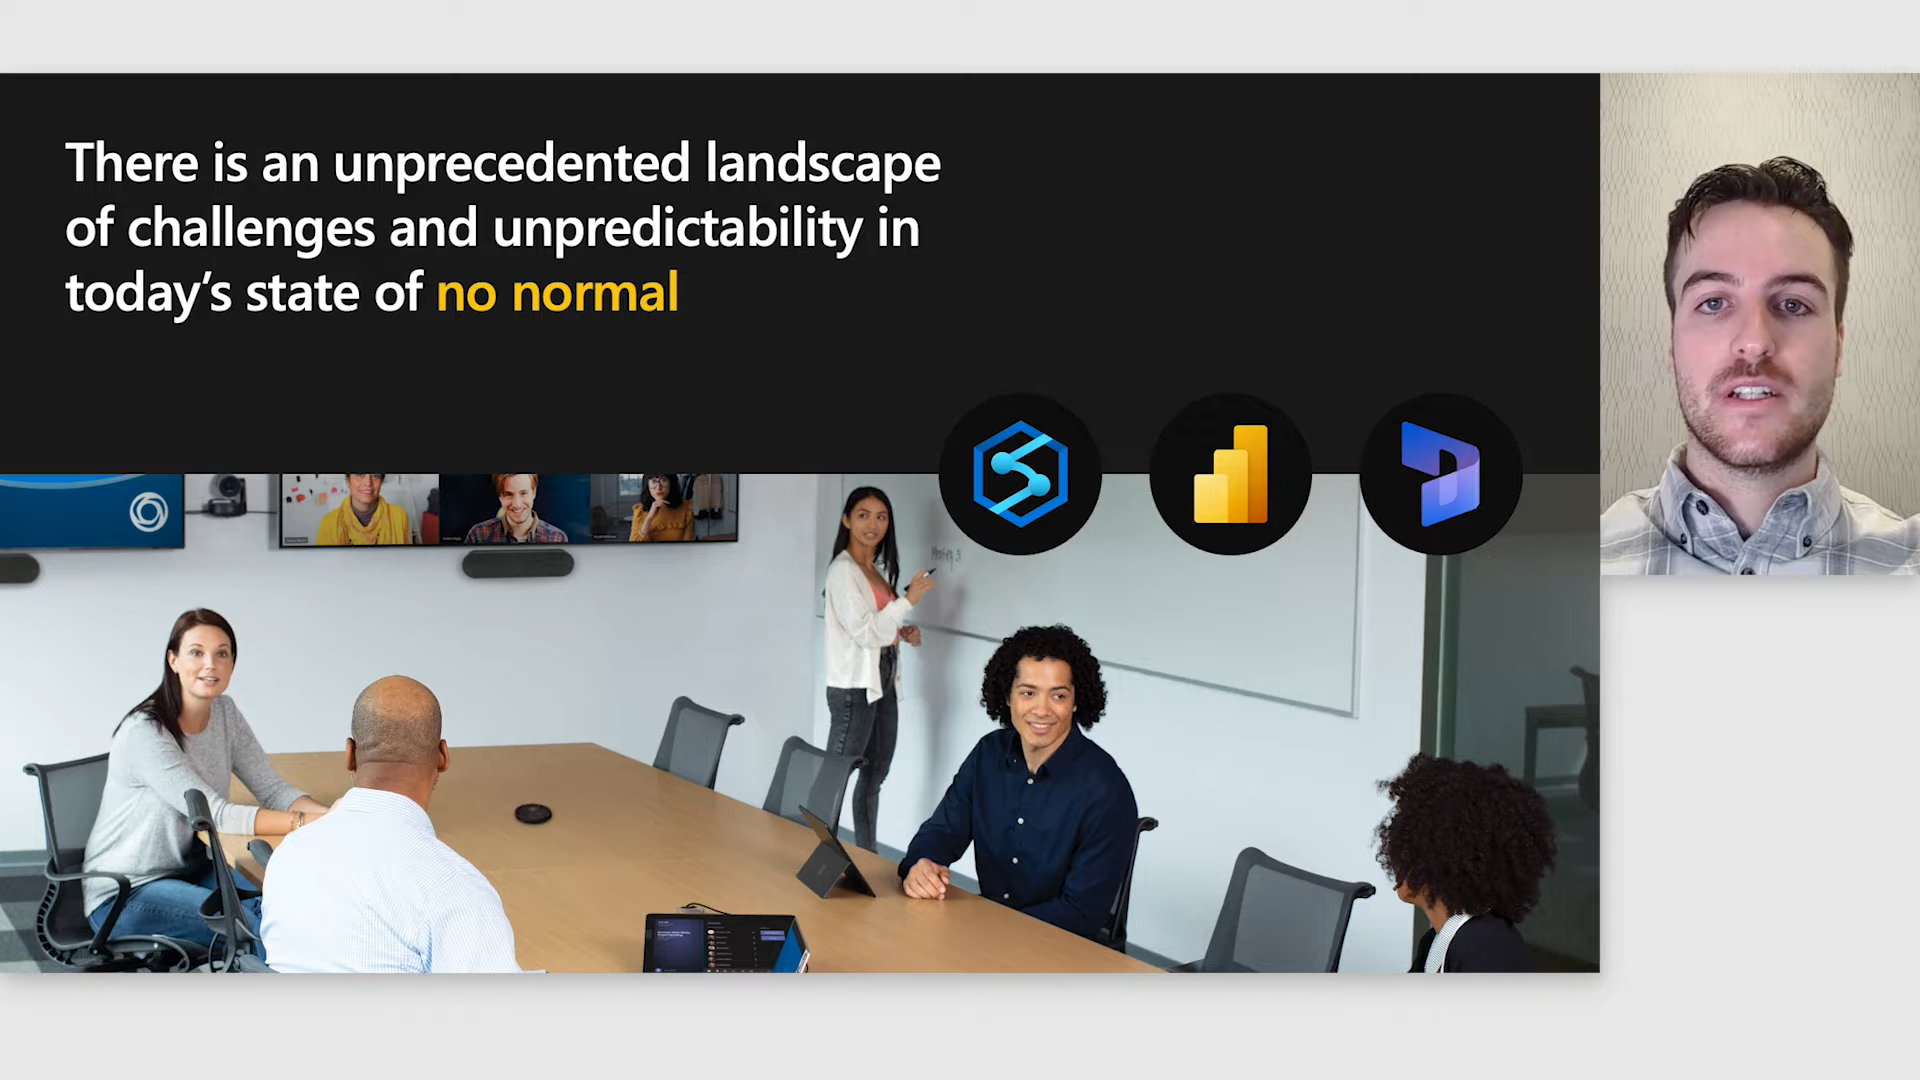 There is an unprecedented landscape
of challenges and unpredictability in
today’s state of no normal